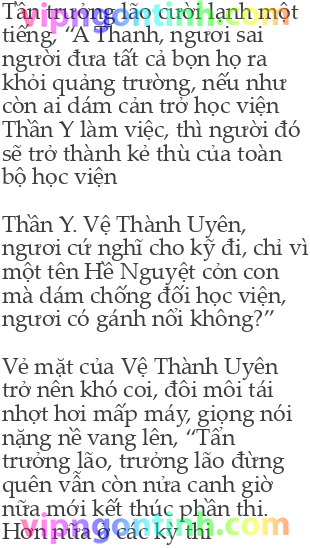 Tần trưởng lão cười lạnh một
tiếng, “A Thanh, ngươi sai
người đưa tất cả bọn họ ra
khỏi quảng trường, nếu như
còn ai dám cản trở học viện
Thần Y làm việc, thì người đó
sẽ trở thành kẻ thù của toàn
bộ học viện
Thần Y. Vệ Thành Uyên,
ngươi cứ nghĩ cho kỹ đi, chỉ vì
một tên Hề Nguyệt cỏn con
mà dám chống đối học viện,
ngươi có gánh nổi không?”
Vẻ mặt của Vệ Thành Uyên
trở nên khó coi, đôi môi tái
nhợt hơi mấp máy, giọng nói
nặng nề vang lên, “Tần
trưởng lão, trưởng lão đừng
quên vẫn còn nửa canh giờ
nữa mới kết thúc phần thi.
Hơn nữa ở các kỳ thi
vipngontinh.com
vipngontinh.com